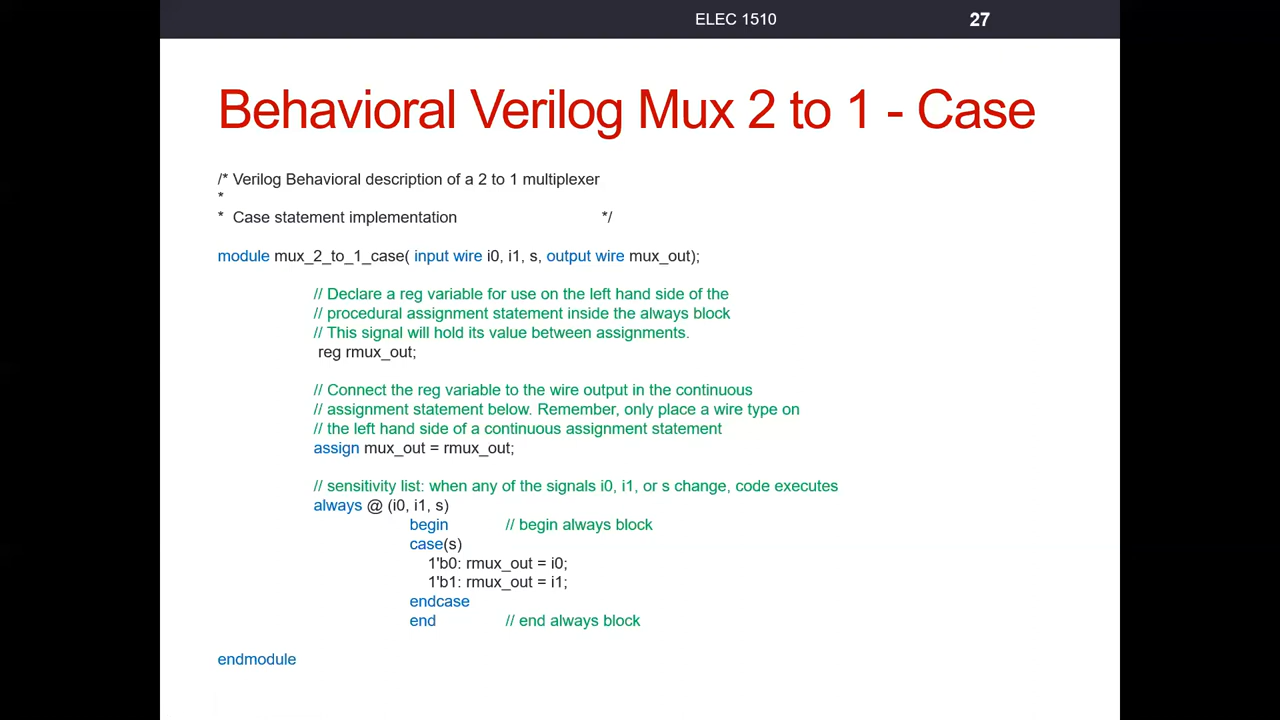 ELEC 1510
27
Behavioral Verilog Mux 2 to 1 - Case
/* Verilog Behavioral description of a 2 to 1 multiplexer
*
* Case statement implementation */
module mux_2_to_1_case( input wire i0, i1, s, output wire mux_out);
// Declare a reg variable for use on the left hand side of the
// procedural assignment statement inside the always block
// This signal will hold its value between assignments.
reg rmux_out;
// Connect the reg variable to the wire output in the continuous
// assignment statement below. Remember, only place a wire type on
// the left hand side of a continuous assignment statement
assign mux_out = rmux_out;
// sensitivity list: when any of the signals i0, i1, or s change, code executes
always @ (i0, i1, s)
begin // begin always block
case(s)
1'b0: rmux_out = i0;
1'b1: rmux_out = i1;
endcase
end // end always block
endmodule